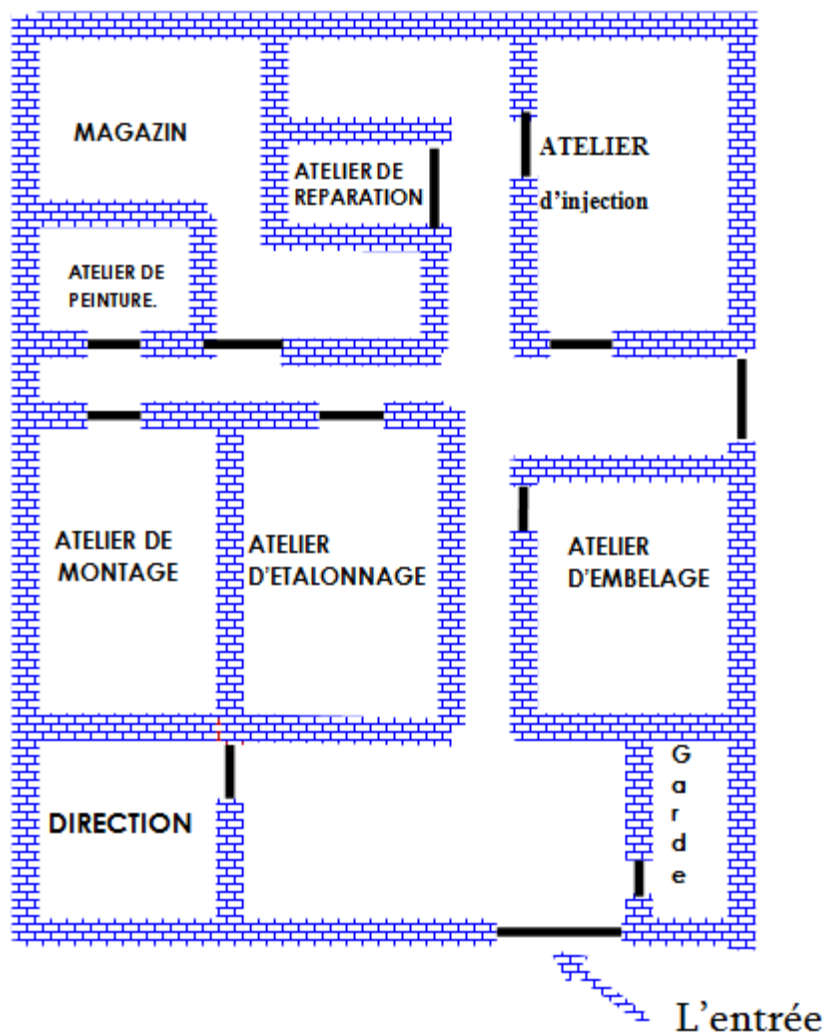 MAGAZIN
ATELIER DE
REPARATION
ATELIER
d'injection
ATELIER DE
PEINTURE.
ATELIER DE
MONTAGE
ATELIER
D'ETALONNAGE
ATELIER
D'EMBELAGE
DIRECTION
G
a
r
d
e
L'entrée